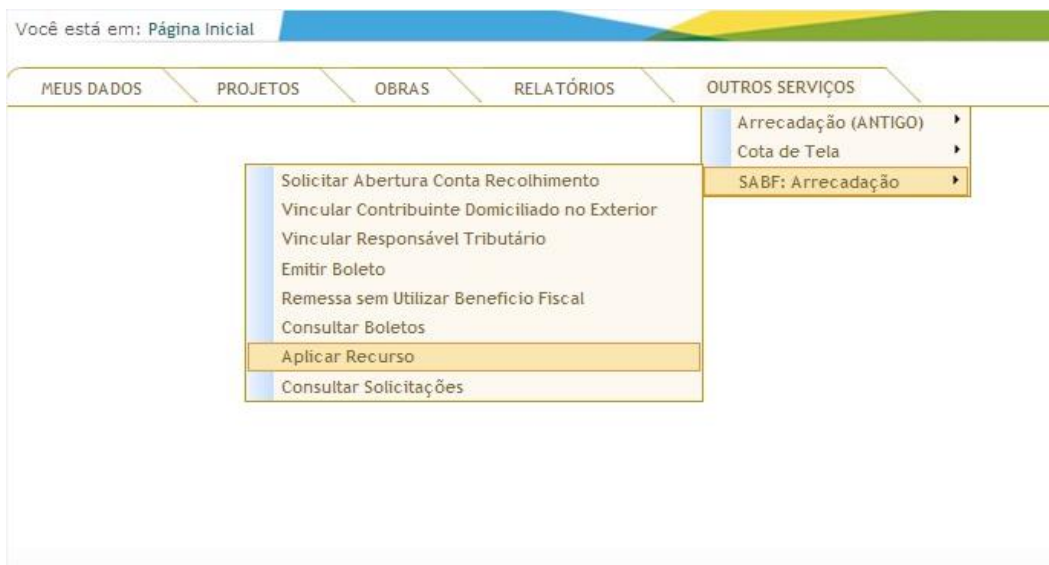 Você está em: Página Inicial
MEUS DADOS PROJETOS OBRAS RELATÓRIOS OUTROS SERVIÇOS
Arrecadação (ANTIGO)
Cota de Tela
SABF: Arrecadação
Solicitar Abertura Conta Recolhimento
Vincular Contribuinte Domiciliado no Exterior
Vincular Responsável Tributário
Emitir Boleto
Remessa sem Utilizar Benefício Fiscal
Consultar Boletos
Aplicar Recurso
Consultar Solicitações